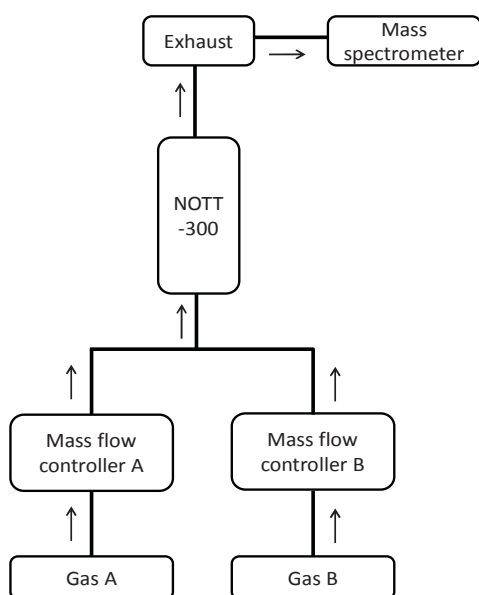 Exhaust
Mass
spectrometer
NOTT
-300
Mass flow
controller A
Mass flow
controller B
Gas A
Gas B